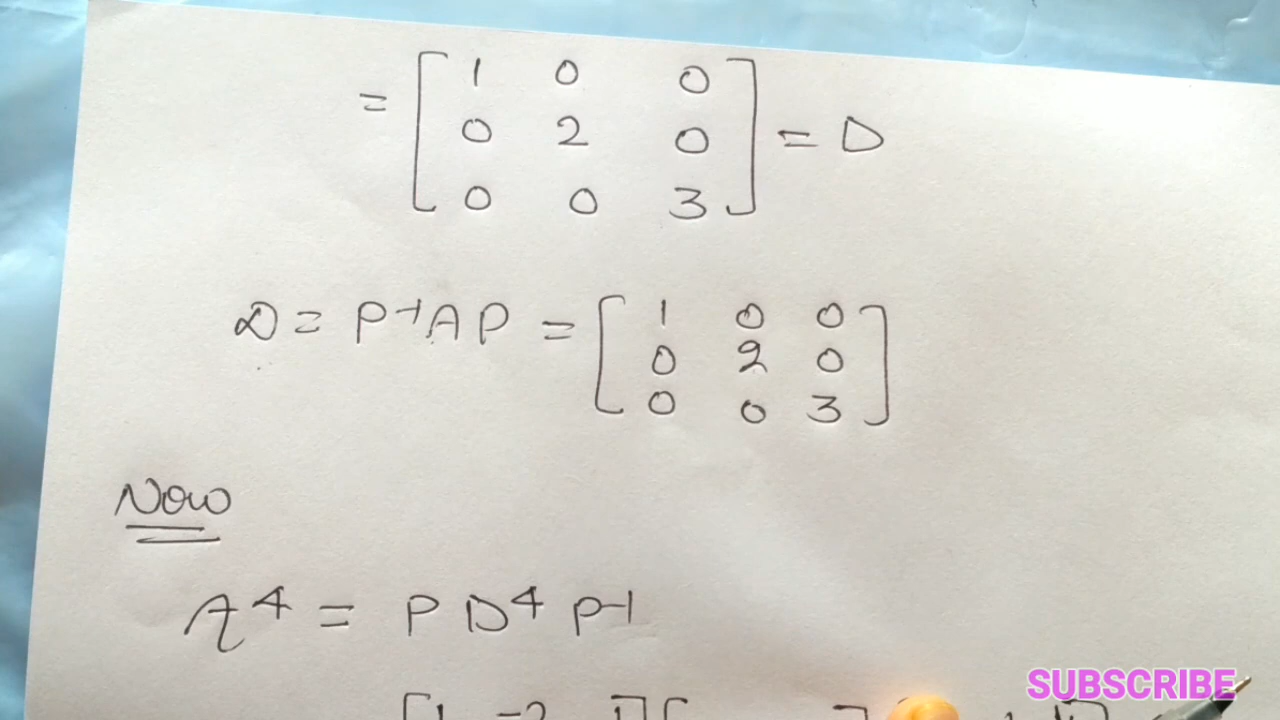 = [ 1 0 0
0 2 0
0 0 3 ] = D
D = P⁻¹AP = [ 1 0 0
0 2 0
0 0 3 ]
Now
A⁴ = P D⁴ P⁻¹
SUBSCRIBE